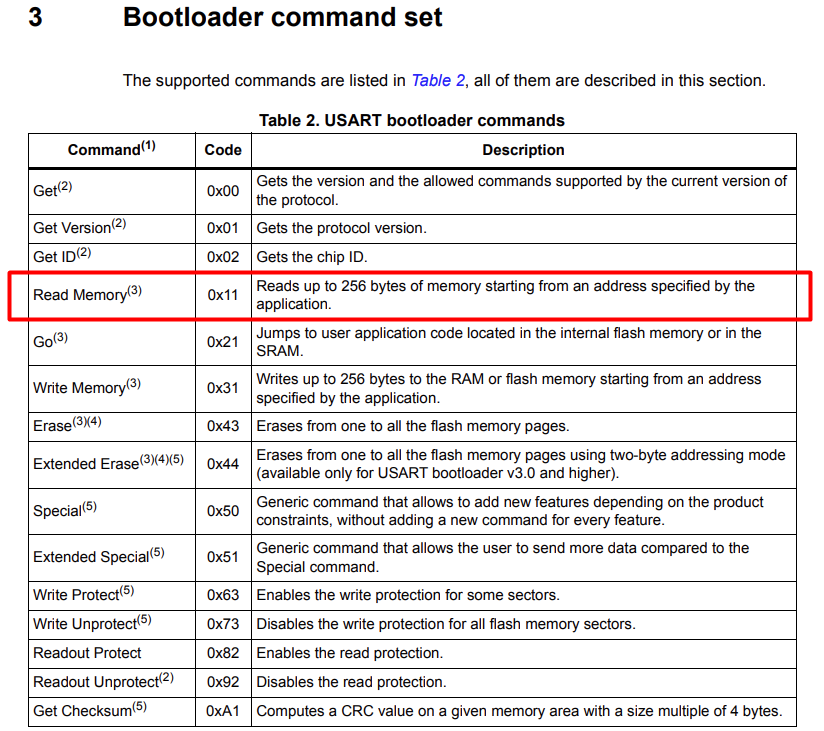 3 Bootloader command set
The supported commands are listed in Table 2, all of them are described in this section.
Table 2. USART bootloader commands
Command(1) Code Description
Get(2) 0x00 Gets the version and the allowed commands supported by the current version of
the protocol.
Get Version(2) 0x01 Gets the protocol version.
Get ID(2) 0x02 Gets the chip ID.
Read Memory(3) 0x11 Reads up to 256 bytes of memory starting from an address specified by the
application.
Go(3) 0x21 Jumps to user application code located in the internal flash memory or in the
SRAM.
Write Memory(3) 0x31 Writes up to 256 bytes to the RAM or flash memory starting from an address
specified by the application.
Erase(3)(4) 0x43 Erases from one to all the flash memory pages.
Extended Erase(3)(4)(5) 0x44 Erases from one to all the flash memory pages using two-byte addressing mode
(available only for USART bootloader v3.0 and higher).
Special(5) 0x50 Generic command that allows to add new features depending on the product
constraints, without adding a new command for every feature.
Extended Special(5) 0x51 Generic command that allows the user to send more data compared to the
Special command.
Write Protect(5) 0x63 Enables the write protection for some sectors.
Write Unprotect(5) 0x73 Disables the write protection for all flash memory sectors.
Readout Protect 0x82 Enables the read protection.
Readout Unprotect(2) 0x92 Disables the read protection.
Get Checksum(5) 0xA1 Computes a CRC value on a given memory area with a size multiple of 4 bytes.